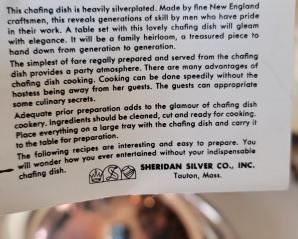 This chafing dish is heavily silverplated. Made by fine New England
craftsmen, this reveals generations of skill by men who have pride
in their work. A table set with this lovely chafing dish will gleam
with elegance. It will be a family heirloom, a treasured piece to
hand down from generation to generation.
The simplest of fare regally prepared and served from the chafing
dish provides a party atmosphere. There are many advantages of
chafing dish cooking. Cooking can be done speedily without the
hostess being away from her guests. The guests can appropriate
some culinary secrets.
Adequate prior preparation adds to the glamour of chafing dish
cookery. Ingredients should be cleaned, cut and ready for cooking.
Place everything on a large tray with the chafing dish and carry it
to the table for preparation.
The following recipes are interesting and easy to prepare. You
will wonder how you ever entertained without your indispensable
chafing dish.
SHERIDAN SILVER CO., INC.
Tauton, Mass.